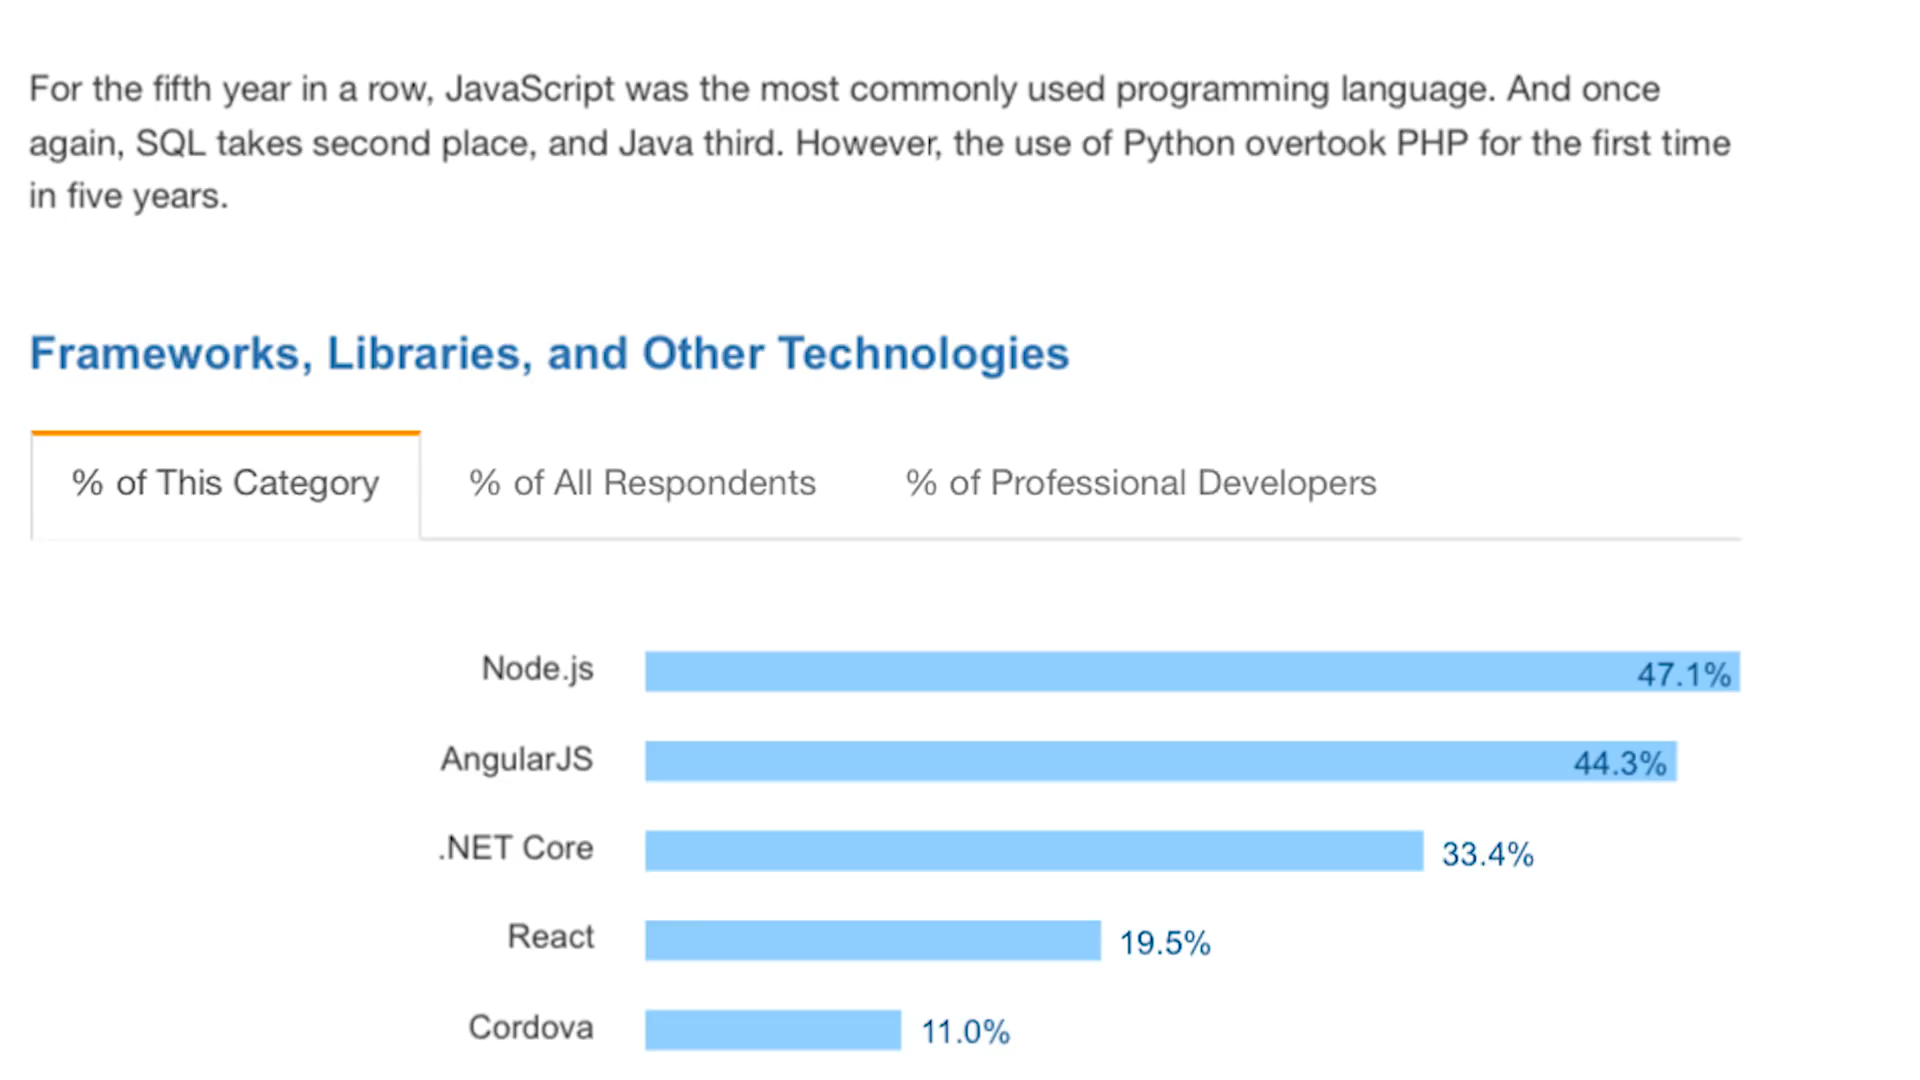 For the fifth year in a row, JavaScript was the most commonly used programming language. And once
again, SQL takes second place, and Java third. However, the use of Python overtook PHP for the first time
in five years.
Frameworks, Libraries, and Other Technologies
% of This Category % of All Respondents % of Professional Developers
Node.js 47.1%
AngularJS 44.3%
.NET Core 33.4%
React 19.5%
Cordova 11.0%